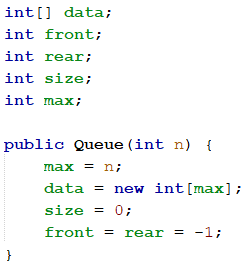 int[] data;
int front;
int rear;
int size;
int max;
public Queue(int n) {
    max = n;
    data = new int[max];
    size = 0;
    front = rear = -1;
}